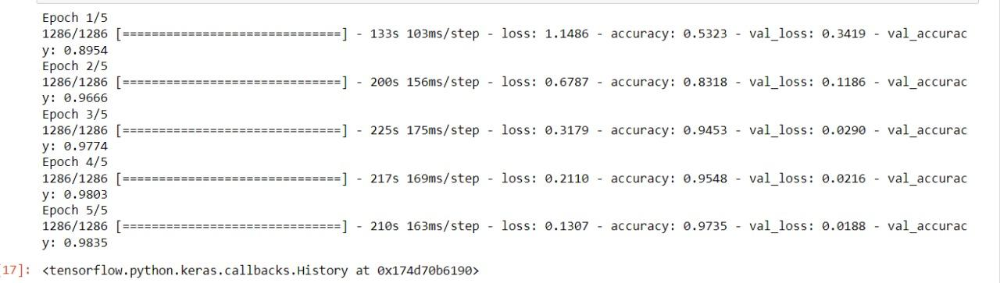 Epoch 1/5
1286/1286 [==============================] - 133s 103ms/step - loss: 1.1486 - accuracy: 0.5323 - val_loss: 0.3419 - val_accurac
y: 0.8954
Epoch 2/5
1286/1286 [==============================] - 200s 156ms/step - loss: 0.6787 - accuracy: 0.8318 - val_loss: 0.1186 - val_accurac
y: 0.9666
Epoch 3/5
1286/1286 [==============================] - 225s 175ms/step - loss: 0.3179 - accuracy: 0.9453 - val_loss: 0.0290 - val_accurac
y: 0.9774
Epoch 4/5
1286/1286 [==============================] - 217s 169ms/step - loss: 0.2110 - accuracy: 0.9548 - val_loss: 0.0216 - val_accurac
y: 0.9803
Epoch 5/5
1286/1286 [==============================] - 210s 163ms/step - loss: 0.1307 - accuracy: 0.9735 - val_loss: 0.0188 - val_accurac
y: 0.9835
[17]: <tensorflow.python.keras.callbacks.History at 0x174d70b6190>